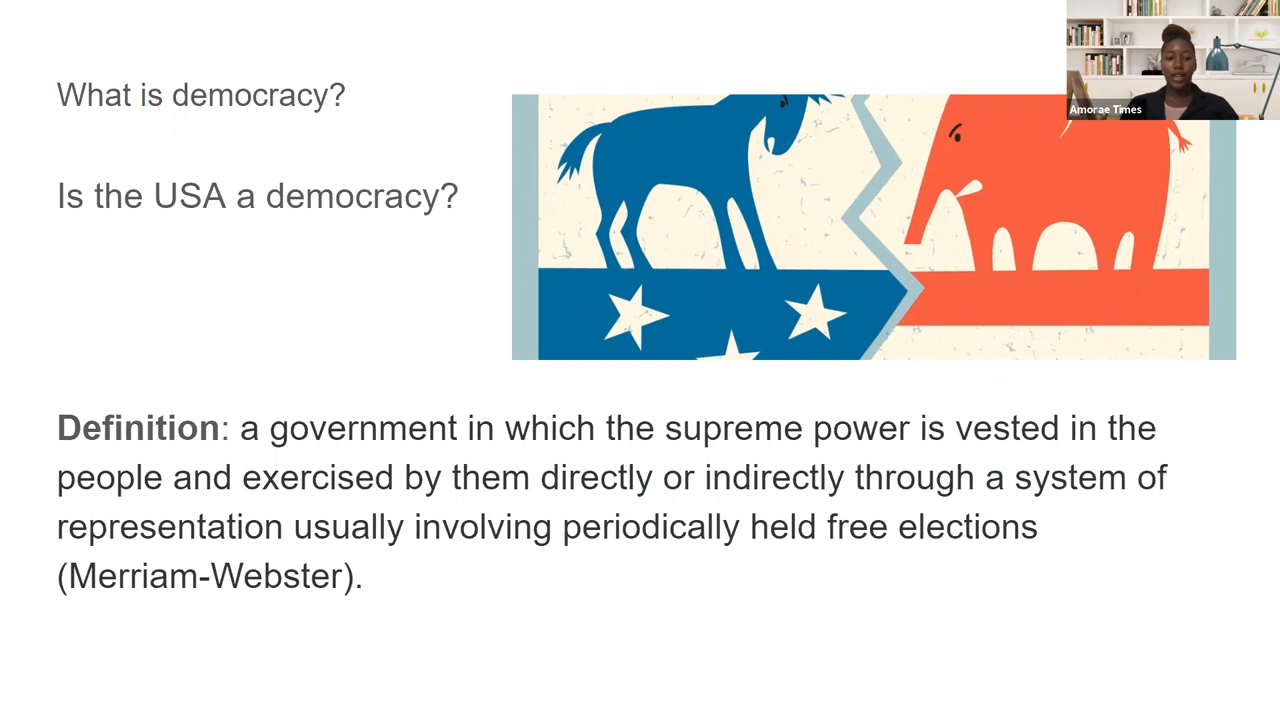 What is democracy?
Amorae Times
Is the USA a democracy?
Definition: a government in which the supreme power is vested in the
people and exercised by them directly or indirectly through a system of
representation usually involving periodically held free elections
(Merriam-Webster).